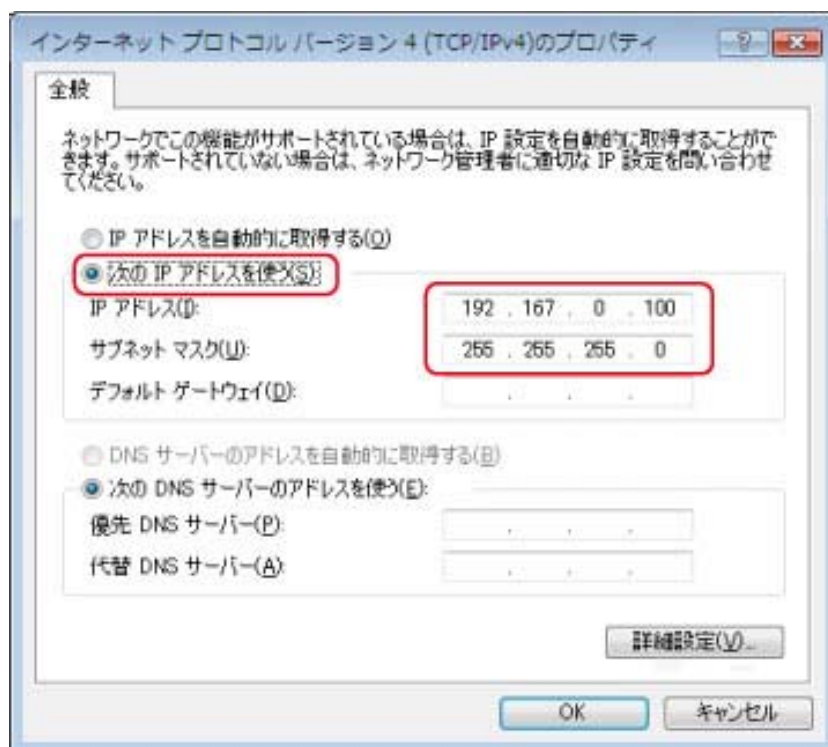 インターネット プロトコル バージョン 4 (TCP/IPv4)のプロパティ
全般
ネットワークでこの機能がサポートされている場合は、IP 設定を自動的に取得することがで
きます。サポートされていない場合は、ネットワーク管理者に適切な IP 設定を問い合わせ
てください。
IP アドレスを自動的に取得する(O)
次の IP アドレスを使う(S):
IP アドレス(I): 192 . 167 . 0 . 100
サブネット マスク(U): 255 . 255 . 255 . 0
デフォルト ゲートウェイ(D): . . .
DNS サーバーのアドレスを自動的に取得する(B)
次の DNS サーバーのアドレスを使う(E):
優先 DNS サーバー(P): . . .
代替 DNS サーバー(A): . . .
詳細設定(V)...
OK キャンセル